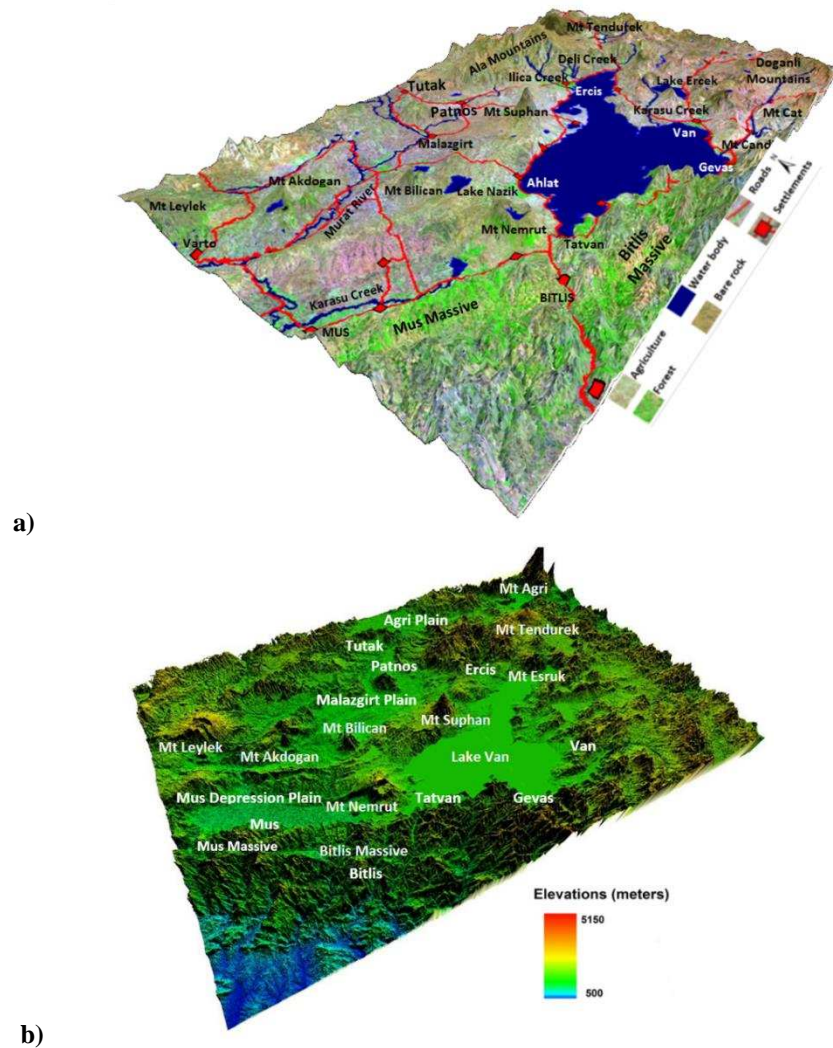 Mt Tendurek
Ala Mountains
Deli Creek
Doganli
Mountains
Ilica Creek
Lake Ercek
Tutak
Ercis
Patnos
Mt Suphan
Karasu Creek
Mt Cat
Van
Malazgirt
Mt Cand
Gevas
N
Mt Akdogan
Mt Bilican
Lake Nazik
Ahlat
Mt Leylek
Murat River
Mt Nemrut
Varto
Tatvan
Bitlis
Massive
Karasu Creek
BITLIS
MUS
Mus Massive
Roads
Settlements
Water body
Bare rock
Agriculture
Forest
a)
Mt Agri
Agri Plain
Mt Tendurek
Tutak
Patnos
Ercis
Mt Esruk
Malazgirt Plain
Mt Suphan
Mt Bilican
Mt Leylek
Mt Akdogan
Lake Van
Van
Mus Depression Plain
Mt Nemrut
Tatvan
Gevas
Mus
Mus Massive
Bitlis Massive
Bitlis
Elevations (meters)
5150
500
b)